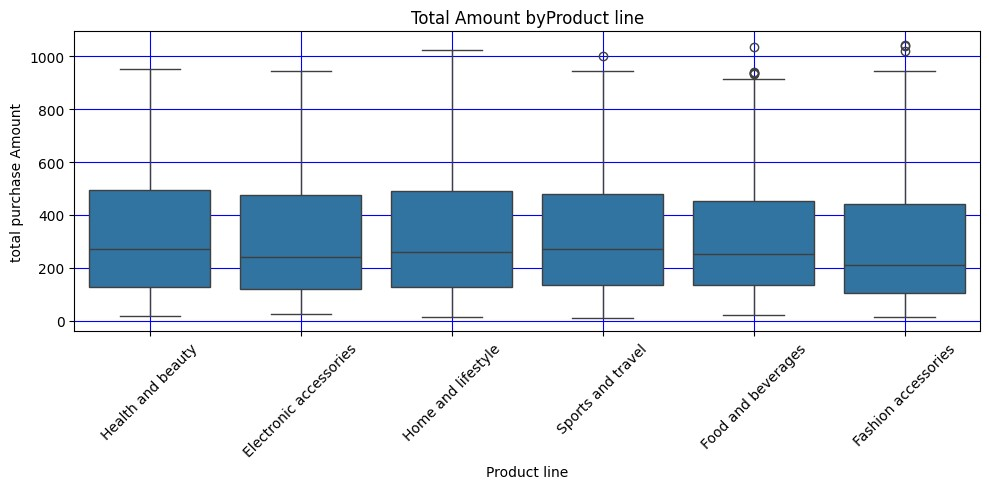 Total Amount byProduct line
total purchase Amount
1000
800
600
400
200
0
Health and beauty
Electronic accessories
Home and lifestyle
Sports and travel
Food and beverages
Fashion accessories
Product line